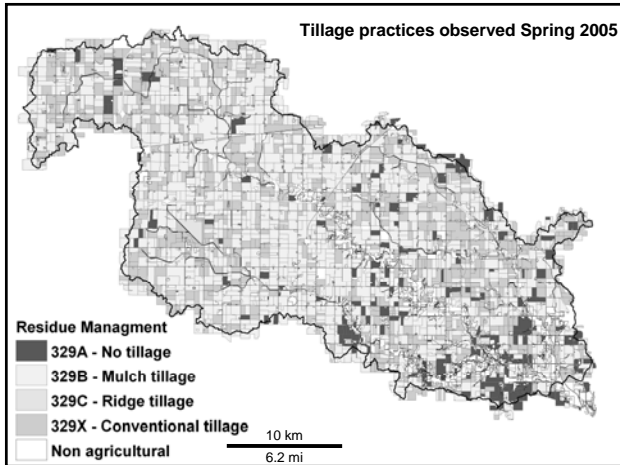 Tillage practices observed Spring 2005
Residue Managment
329A - No tillage
329B - Mulch tillage
329C - Ridge tillage
329X - Conventional tillage
Non agricultural
10 km
6.2 mi